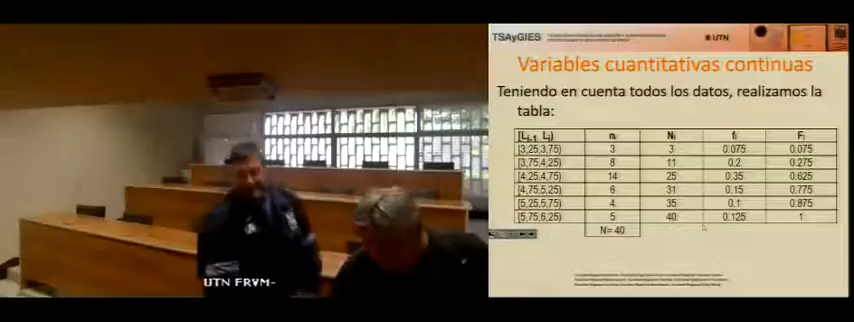 TSAyGIES
UTN
Variables cuantitativas continuas
Teniendo en cuenta todos los datos, realizamos la
tabla:
[Li-1, Li) ni Ni fi Fi
[3,25,3,75) 3 3 0.075 0.075
[3,75,4,25) 8 11 0.2 0.275
[4,25,4,75) 14 25 0.35 0.625
[4,75,5,25) 6 31 0.15 0.775
[5,25,5,75) 4 35 0.1 0.875
[5,75,6,25) 5 40 0.125 1
N= 40
UTN FRVM-